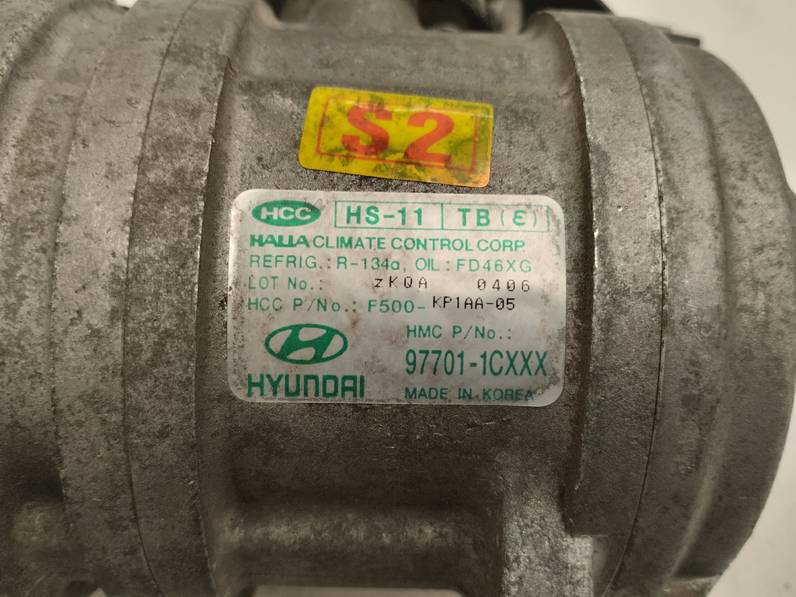 S2
HCC HS-11 TB(ε)
HALLA CLIMATE CONTROL CORP.
REFRIG.: R-134a, OIL: FD46XG
LOT No.: zKQA 0406
HCC P/No.: F500-KP1AA-05
HMC P/No.:
97701-1CXXX
HYUNDAI
MADE IN KOREA